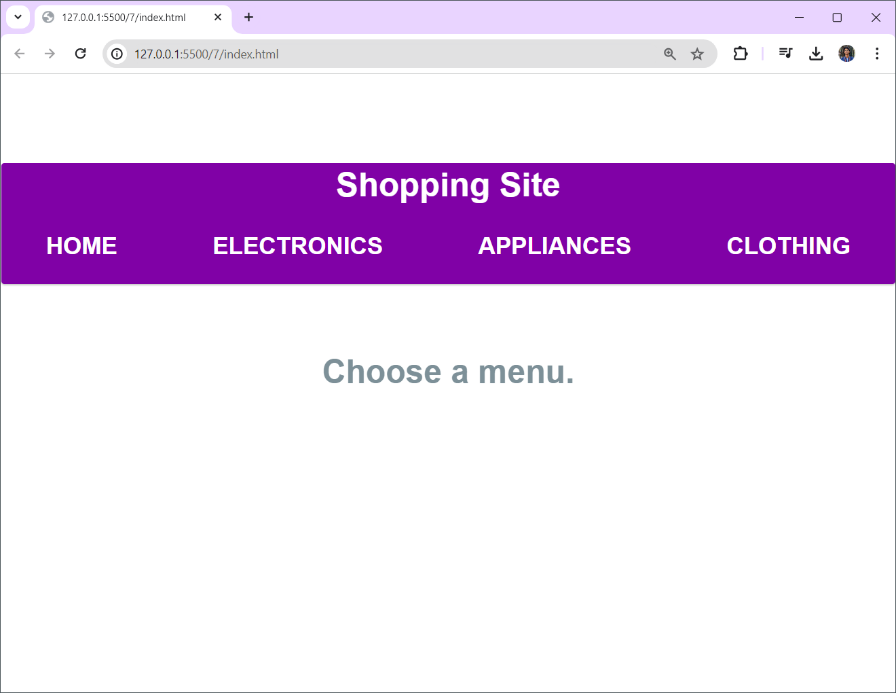 127.0.0.1:5500/7/index.html
127.0.0.1:5500/7/index.html
Shopping Site
HOME ELECTRONICS APPLIANCES CLOTHING
Choose a menu.